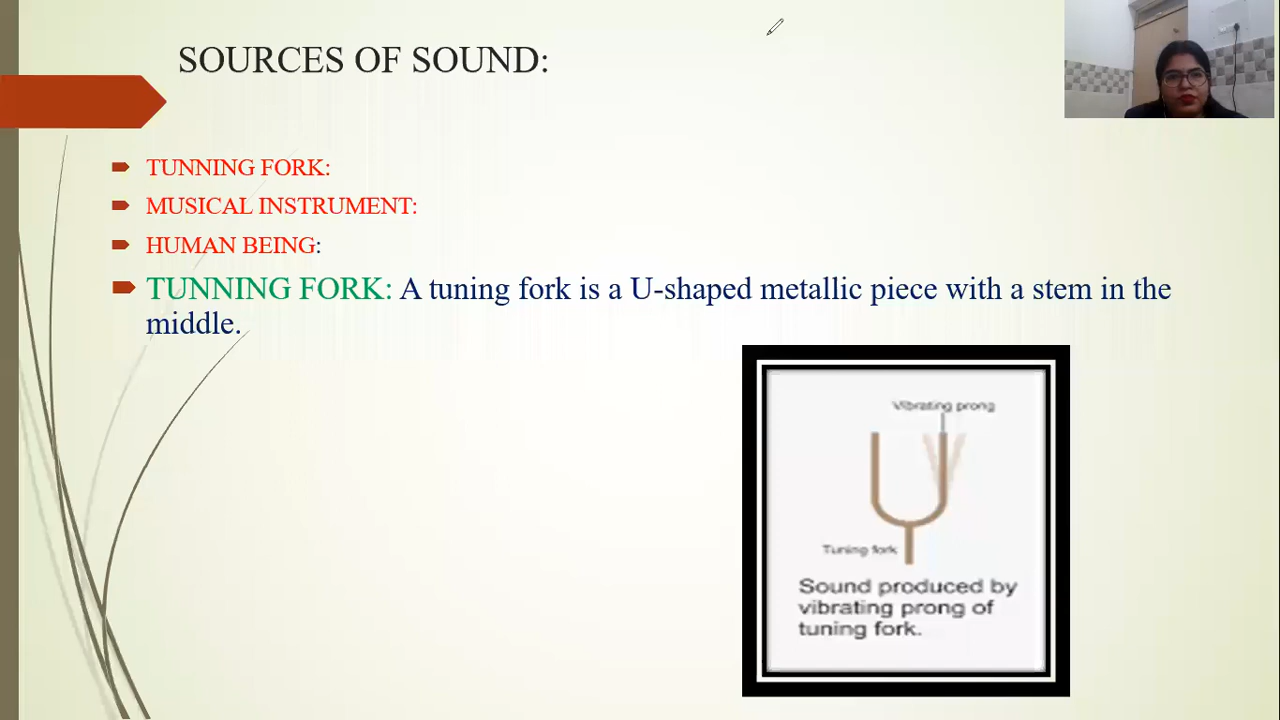 SOURCES OF SOUND:
TUNNING FORK:
MUSICAL INSTRUMENT:
HUMAN BEING:
TUNNING FORK: A tuning fork is a U-shaped metallic piece with a stem in the
middle.
Vibrating prong
Tuning fork
Sound produced by
vibrating prong of
tuning fork.